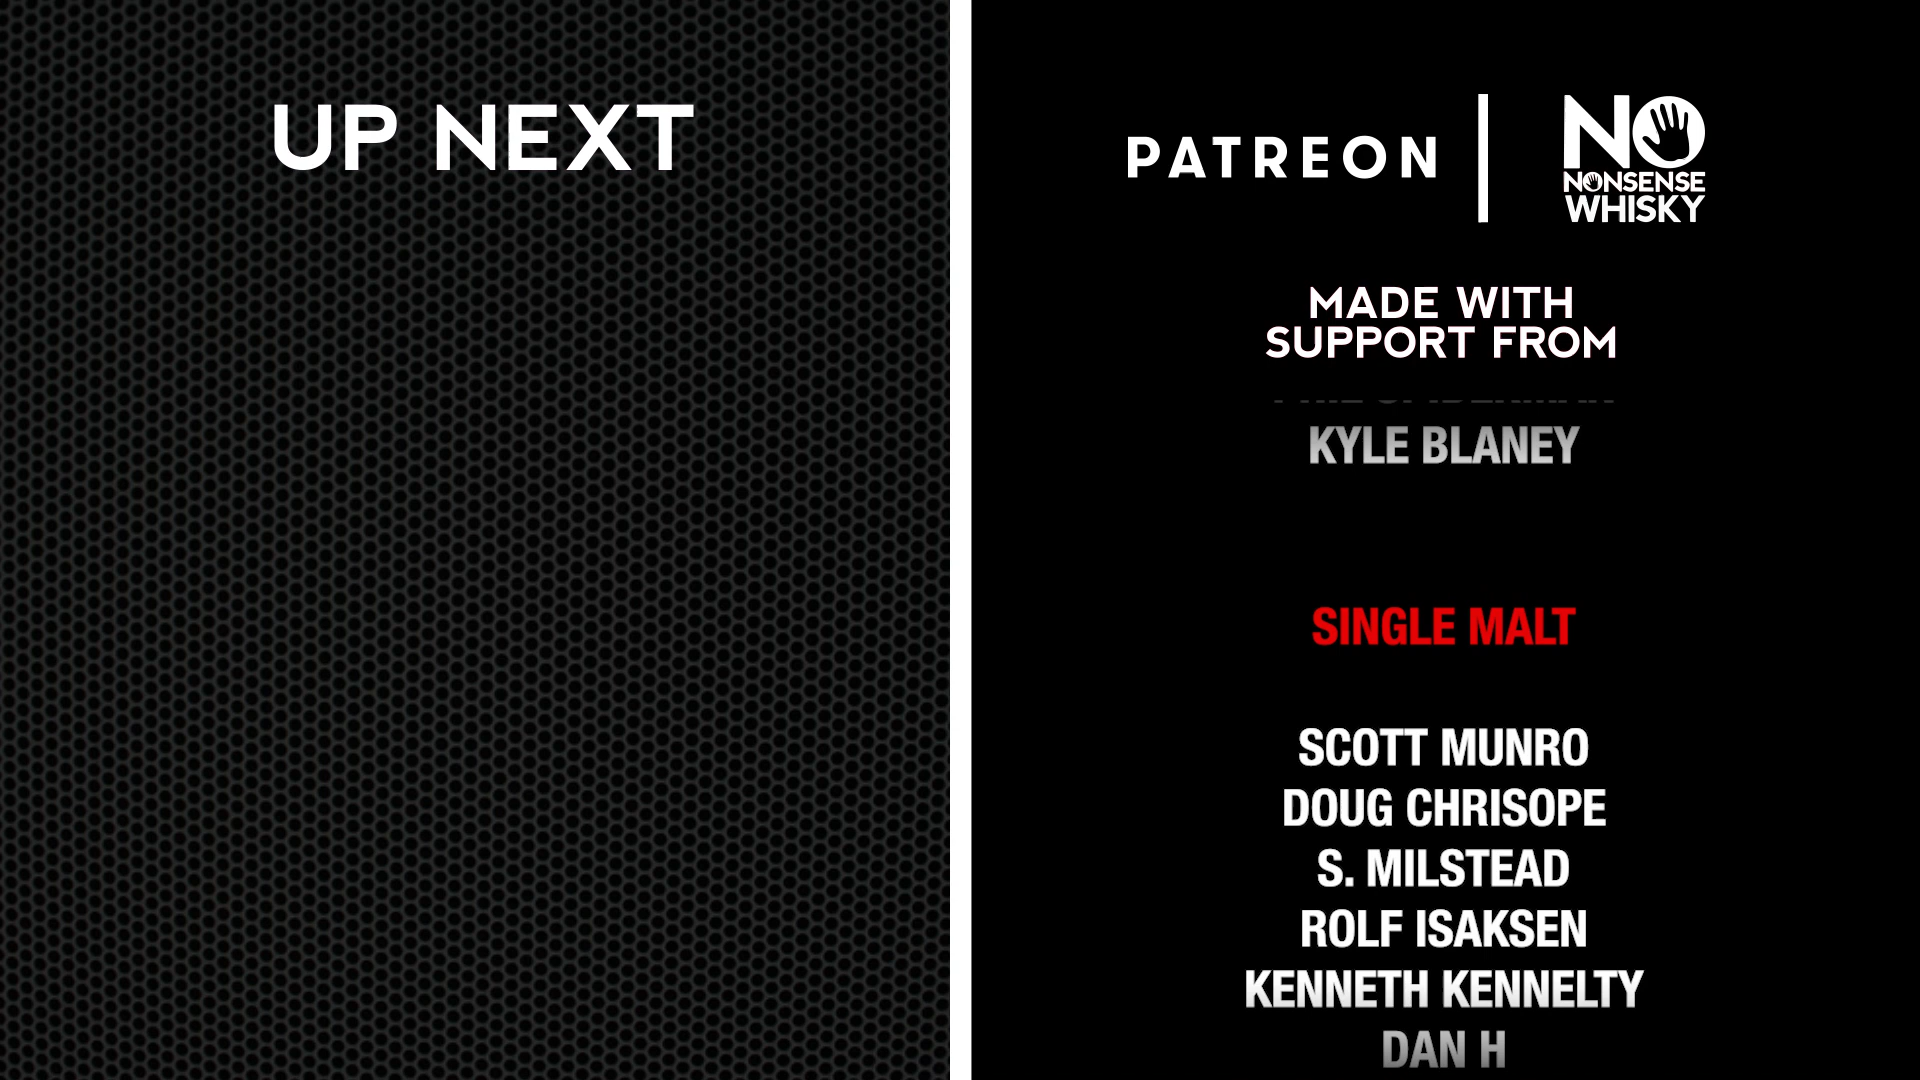 UP NEXT
PATREON
NO
NONSENSE
WHISKY
MADE WITH
SUPPORT FROM
KYLE BLANEY
SINGLE MALT
SCOTT MUNRO
DOUG CHRISOPE
S. MILSTEAD
ROLF ISAKSEN
KENNETH KENNELTY
DAN H